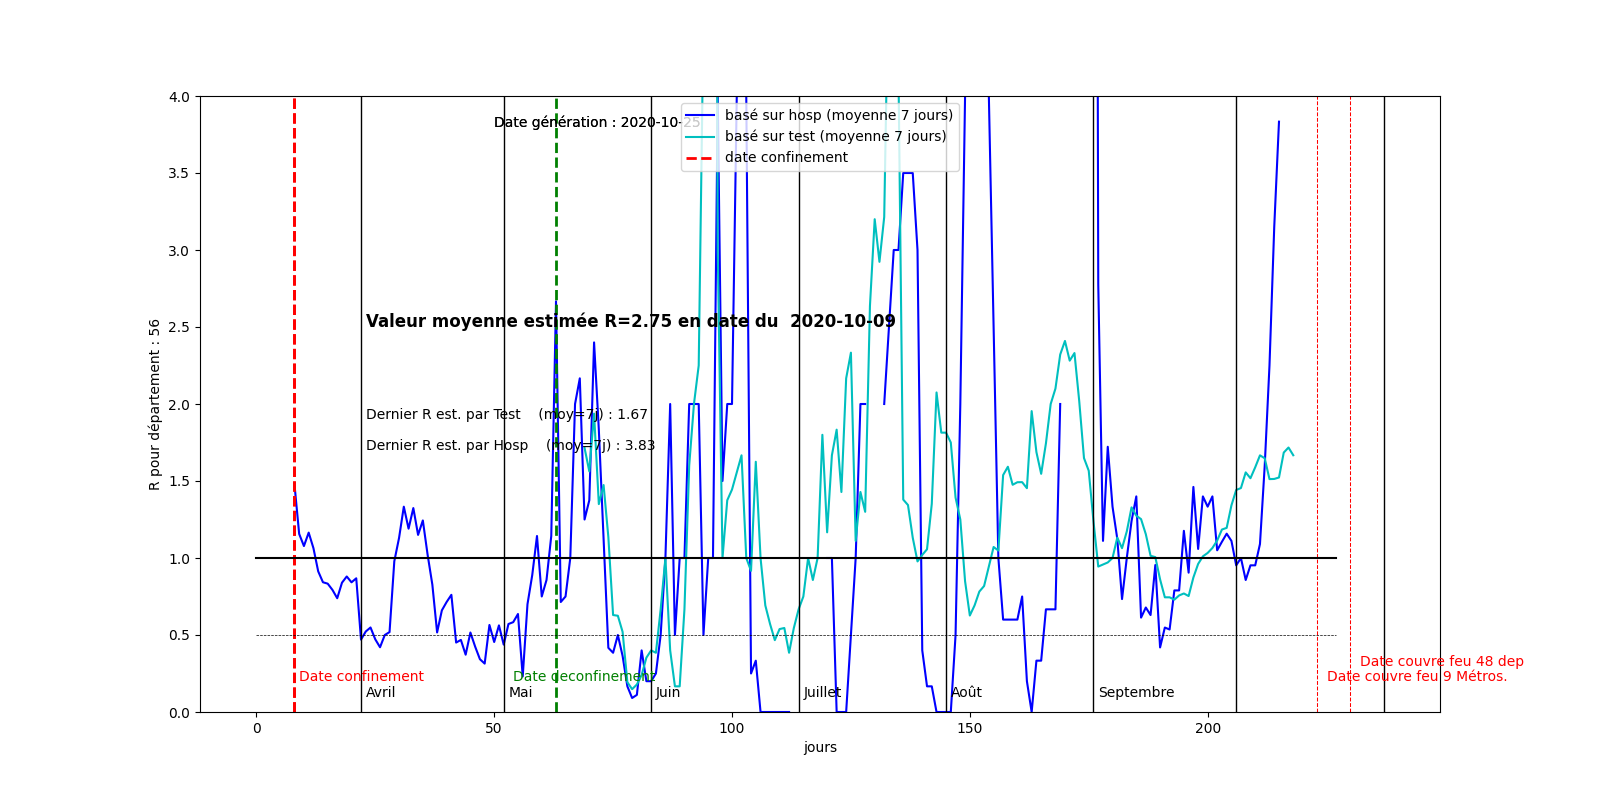 4.0
3.5
3.0
2.5
2.0
1.5
1.0
0.5
0.0
R pour département : 56
Date génération : 2020-10-25
basé sur hosp (moyenne 7 jours)
basé sur test (moyenne 7 jours)
date confinement
Valeur moyenne estimée R=2.75 en date du  2020-10-09
Dernier R est. par Test    (moy=7j) : 1.67
Dernier R est. par Hosp    (moy=7j) : 3.83
Date couvre feu 48 dep
Date confinement
Date deconfinement
Date couvre feu 9 Métros.
Avril
Mai
Juin
Juillet
Août
Septembre
0
50
100
150
200
jours